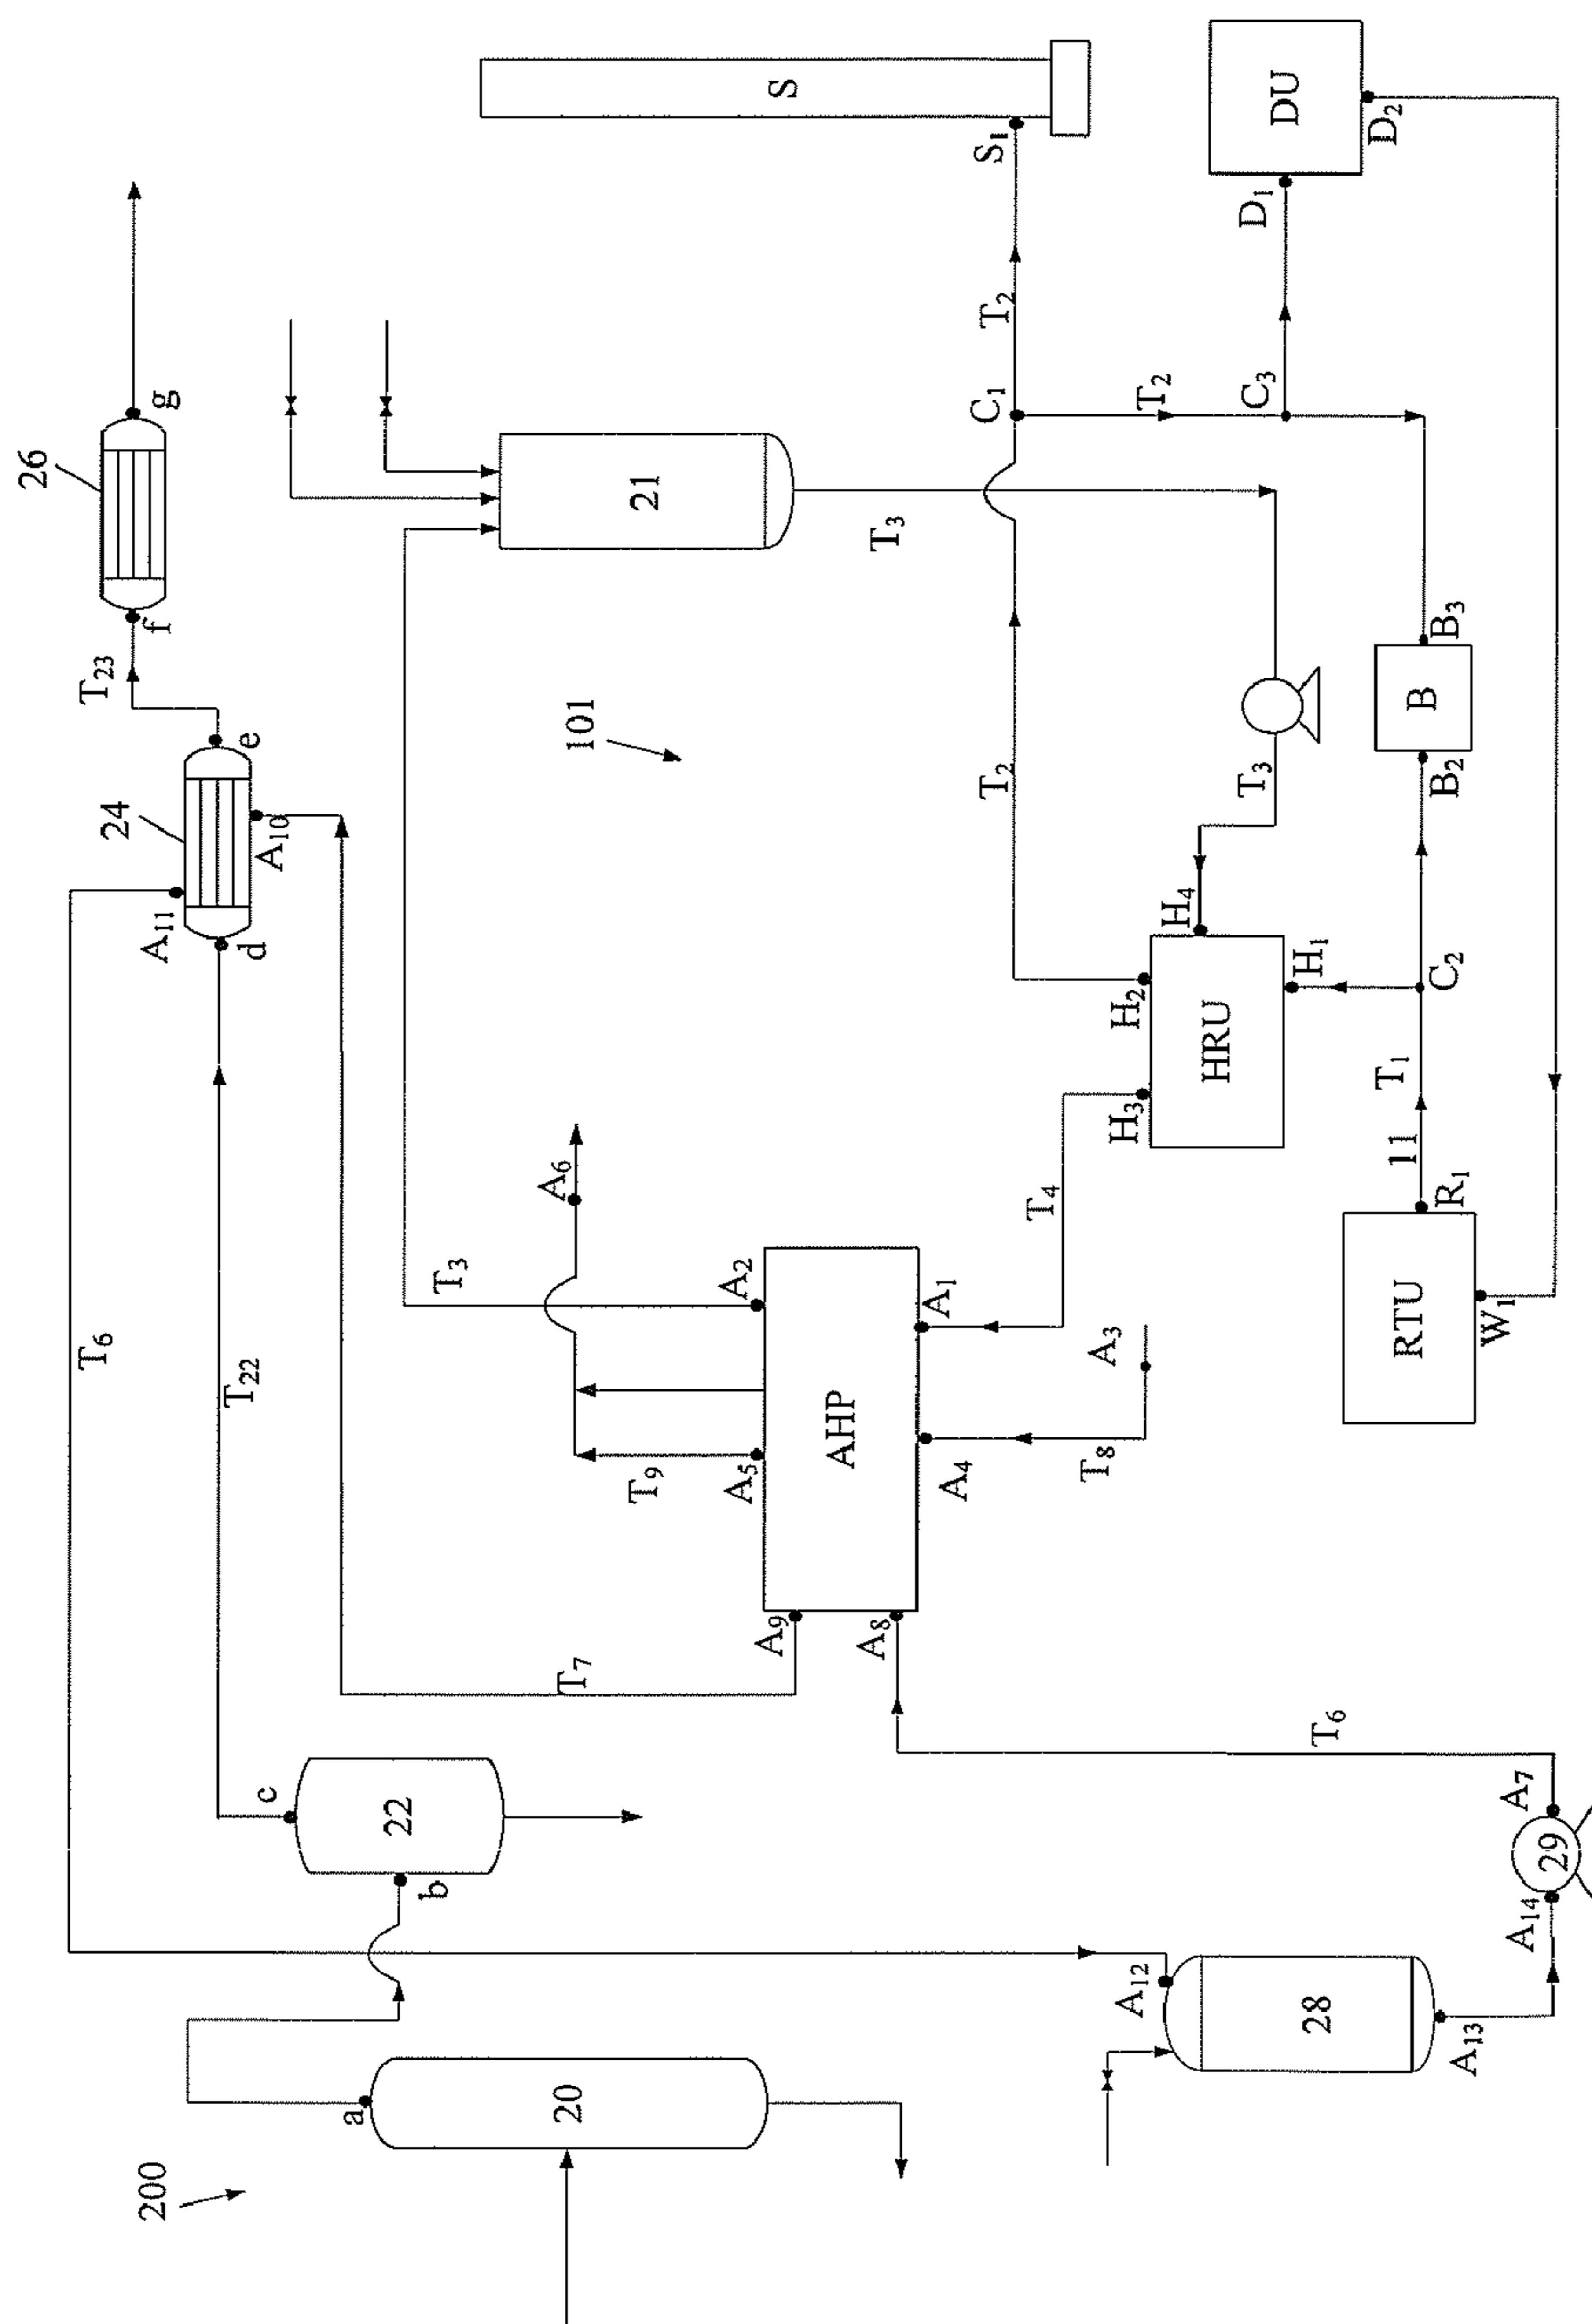 26
g
f
T₂₃
24
e
A₁₀
A₁₁
d
T₆
T₂₂
c
22
b
a
20
200
S
S₁
T₂
C₁
T₂
C₃
D₁
DU
D₂
21
T₃
101
T₂
T₃
B
B₃
B₂
H₄
H₁
H₂
H₃
HRU
C₂
T₁
11
R₁
RTU
W₁
T₄
A₆
T₃
A₂
A₁
A₃
AHP
T₉
A₅
A₄
T₈
A₉
A₈
T₇
T₆
A₇
29
A₁₄
A₁₂
28
A₁₃